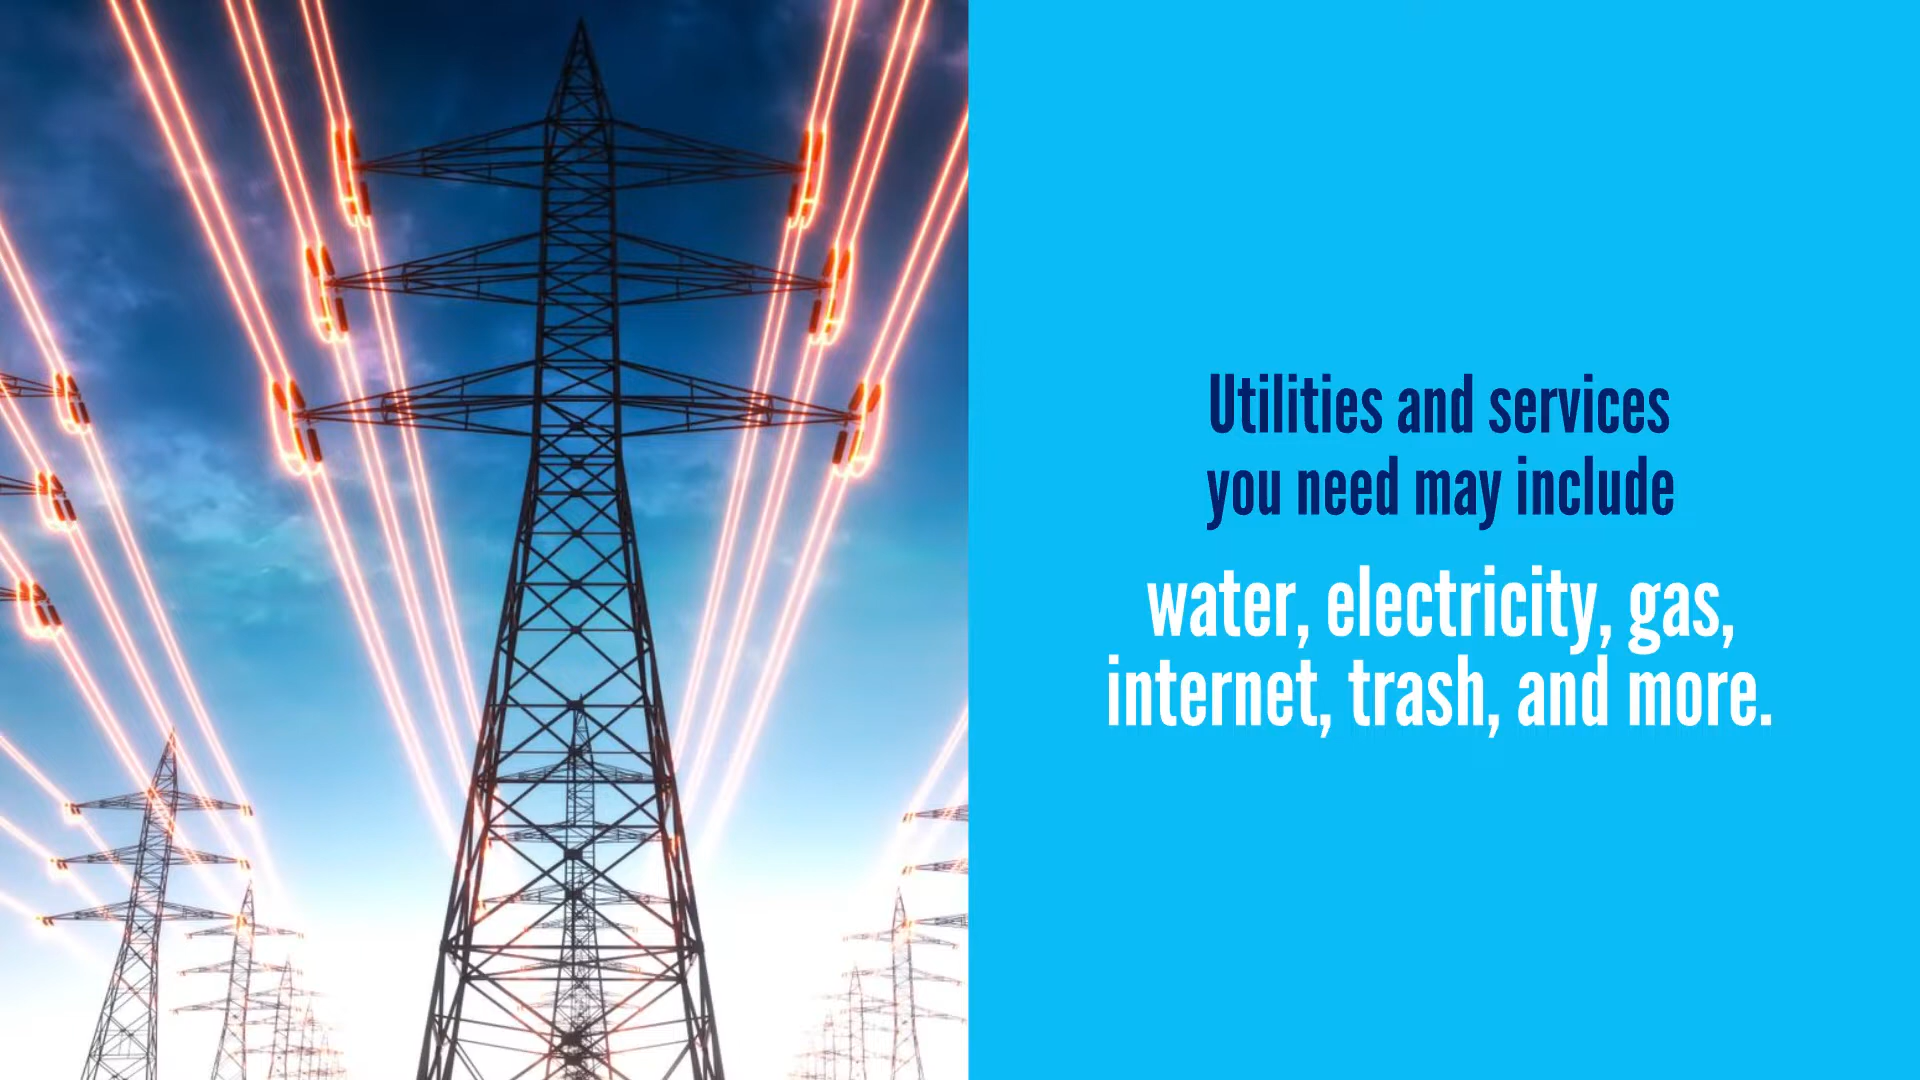 Utilities and services
you need may include
water, electricity, gas,
internet, trash, and more.